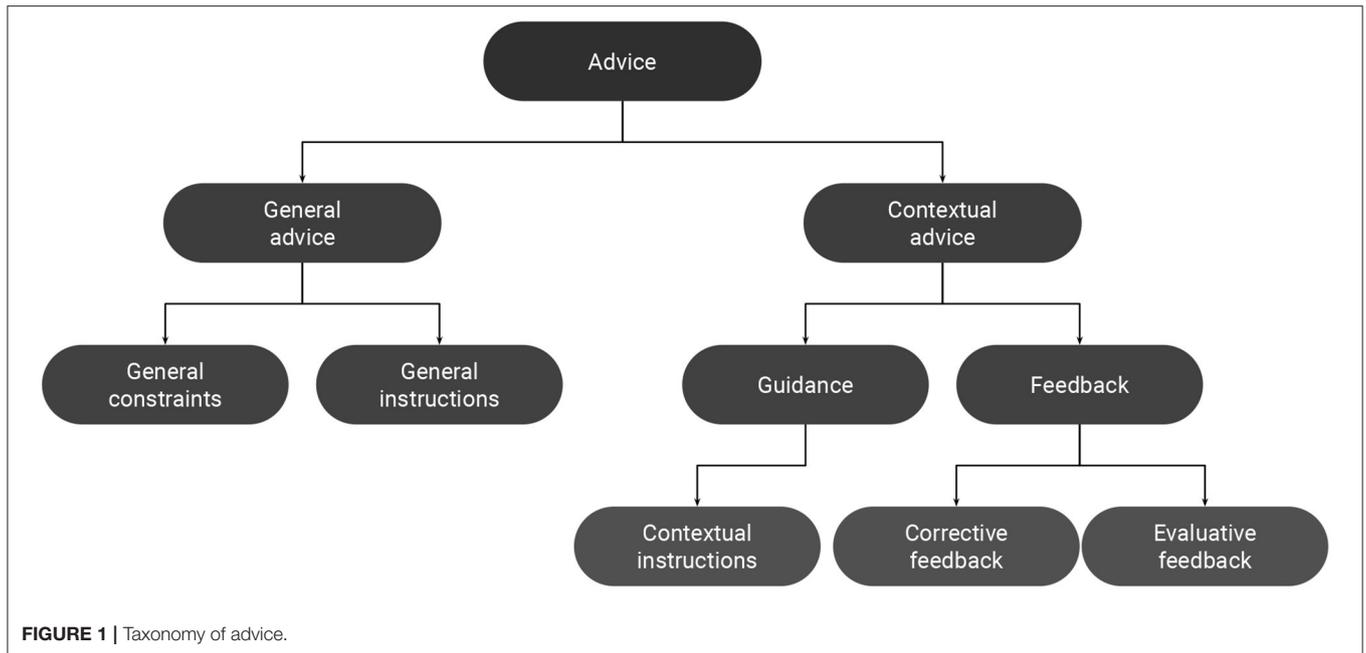 Advice
General
advice
Contextual
advice
General
constraints
General
instructions
Guidance
Feedback
Contextual
instructions
Corrective
feedback
Evaluative
feedback
FIGURE 1 | Taxonomy of advice.